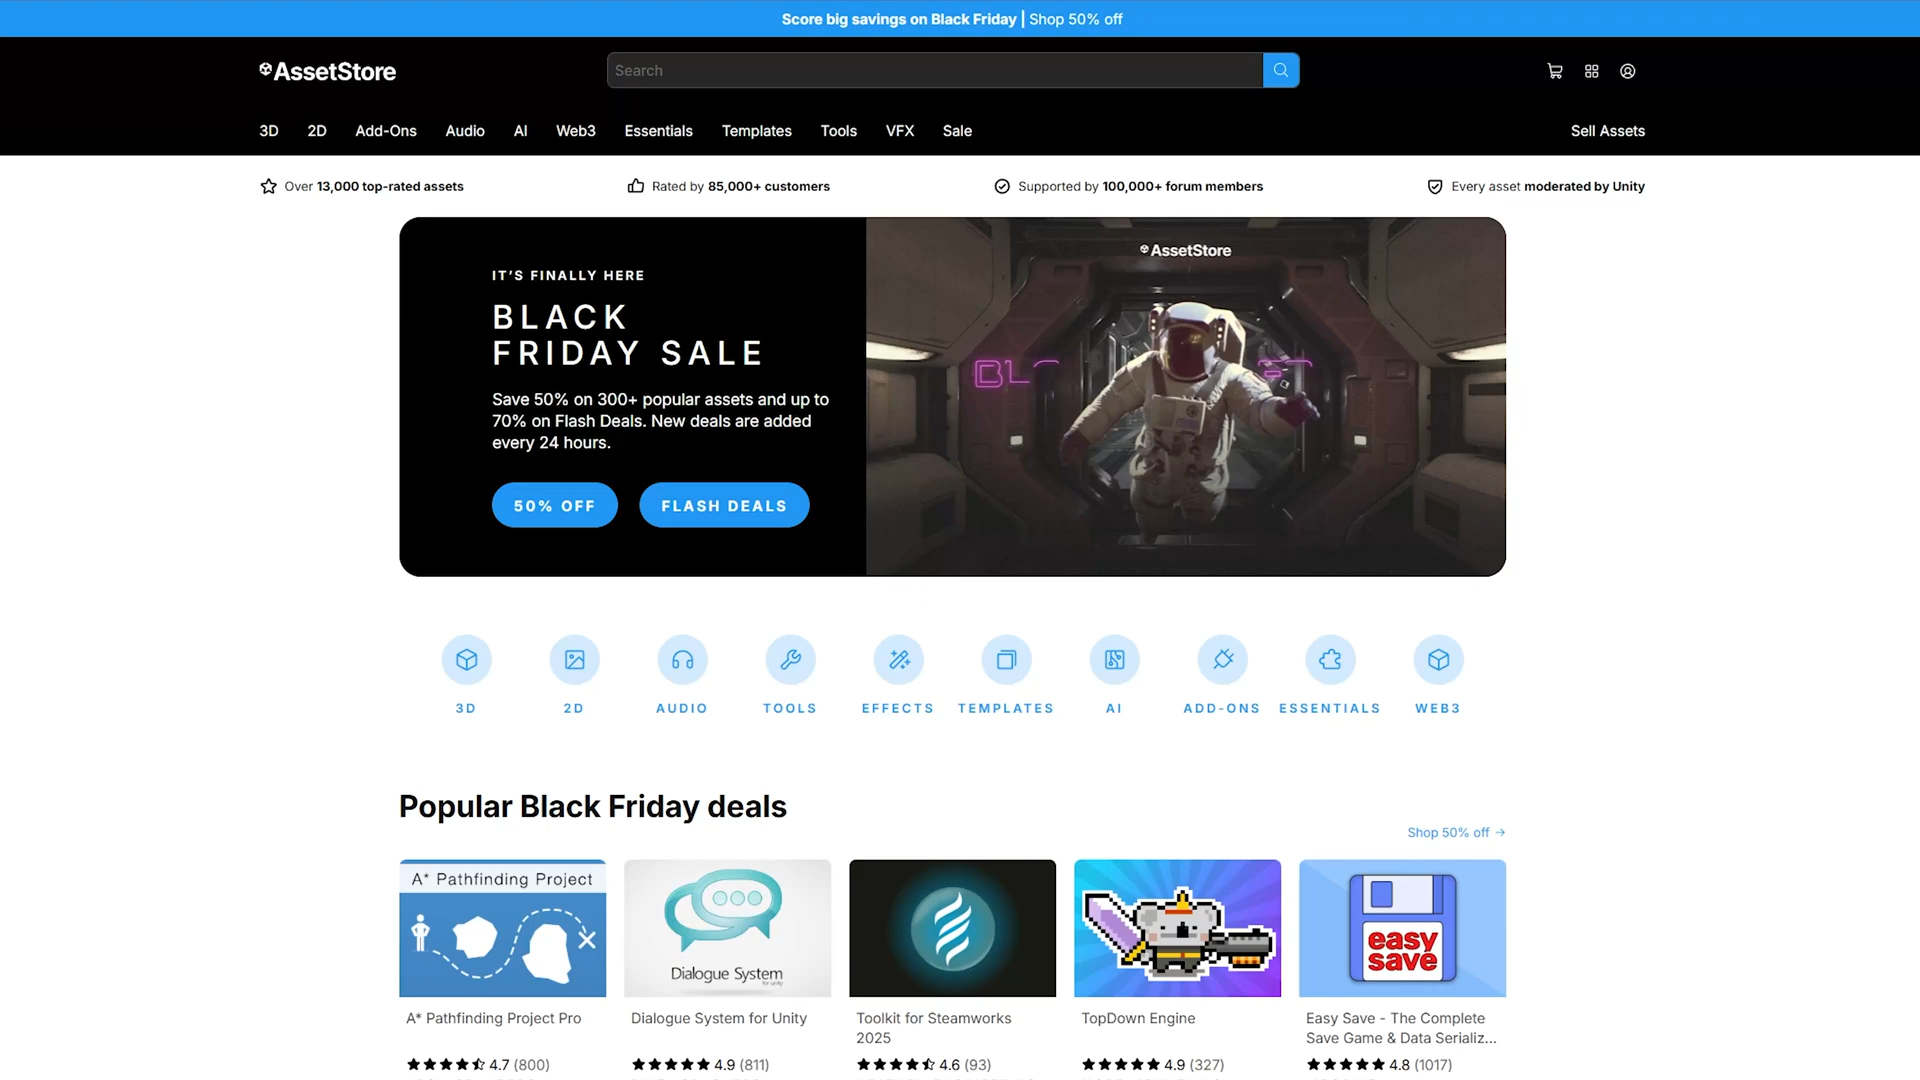 Score big savings on Black Friday | Shop 50% off
AssetStore
Search
3D 2D Add-Ons Audio AI Web3 Essentials Templates Tools VFX Sale Sell Assets
Over 13,000 top-rated assets Rated by 85,000+ customers Supported by 100,000+ forum members Every asset moderated by Unity
IT'S FINALLY HERE
BLACK
FRIDAY SALE
Save 50% on 300+ popular assets and up to
70% on Flash Deals. New deals are added
every 24 hours.
50% OFF FLASH DEALS
AssetStore
3D 2D AUDIO TOOLS EFFECTS TEMPLATES AI ADD-ONS ESSENTIALS WEB3
Popular Black Friday deals
Shop 50% off →
A* Pathfinding Project
Dialogue System
for unity
easy
save
A* Pathfinding Project Pro
4.7 (800)
Dialogue System for Unity
4.9 (811)
Toolkit for Steamworks
2025
4.6 (93)
TopDown Engine
4.9 (327)
Easy Save - The Complete
Save Game & Data Serializ...
4.8 (1017)